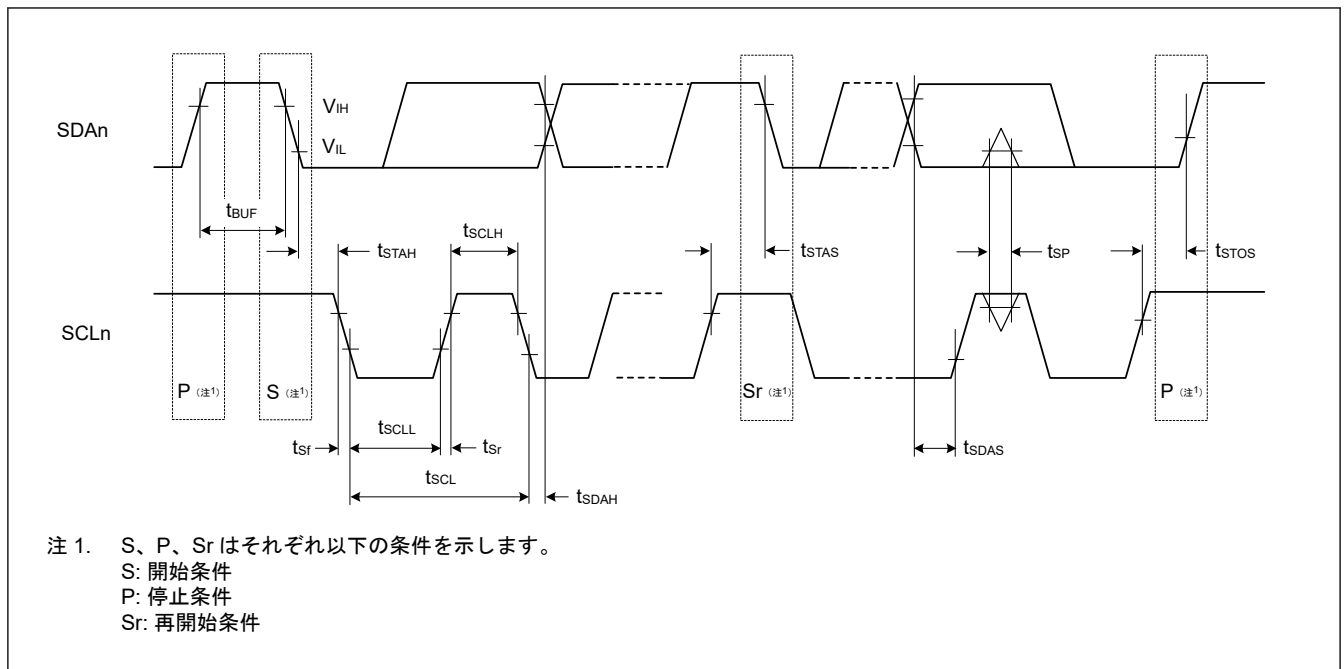 SDAn
VIH
VIL
tBUF
tSTAH
tSCLH
tSTAS
tSP
tSTOS
SCLn
P（注1）
S（注1）
Sr（注1）
P（注1）
tSf
tSCLL
tSr
tSDAS
tSCL
tSDAH
注 1. S、P、Sr はそれぞれ以下の条件を示します。
S: 開始条件
P: 停止条件
Sr: 再開始条件